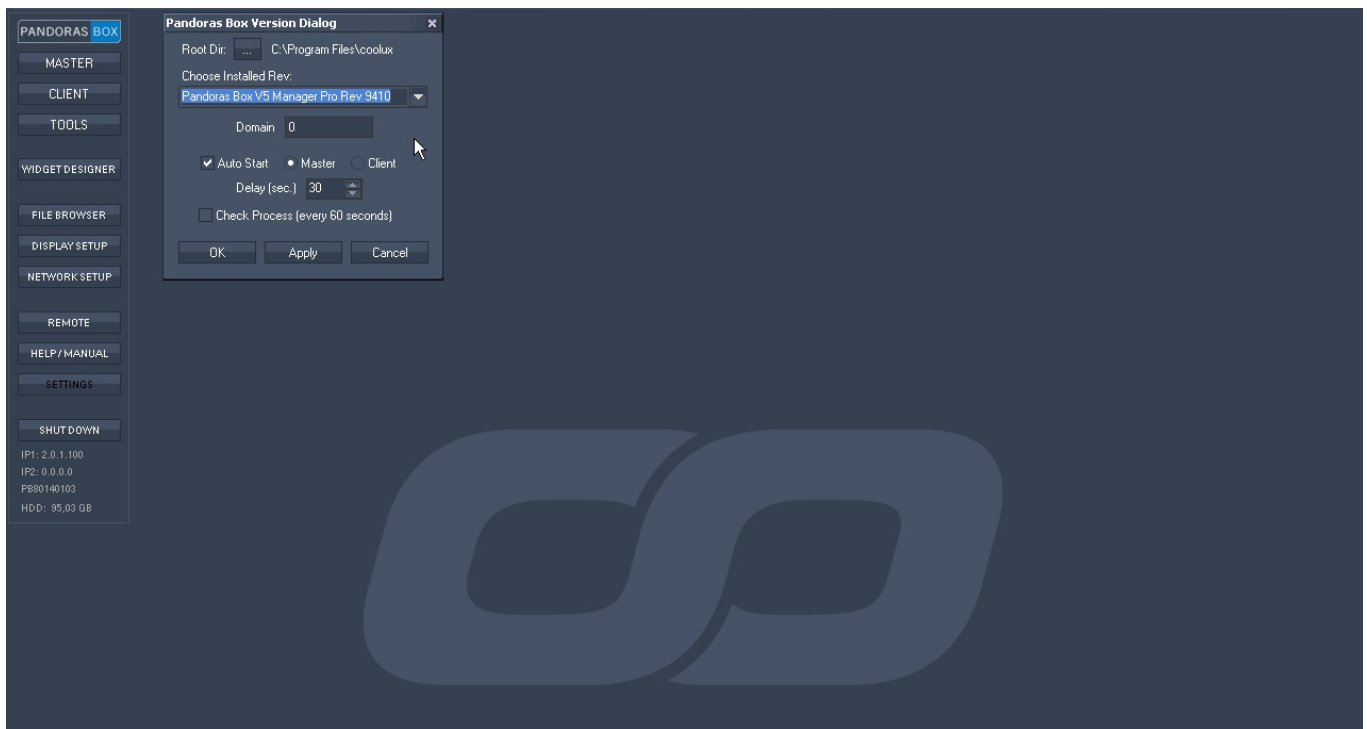 PANDORAS BOX
MASTER
CLIENT
TOOLS
WIDGET DESIGNER
FILE BROWSER
DISPLAY SETUP
NETWORK SETUP
REMOTE
HELP / MANUAL
SETTINGS
SHUT DOWN
IP1: 2.0.1.100
IP2: 0.0.0.0
PB80140103
HDD: 95,03 GB
Pandoras Box Version Dialog
Root Dir: ... C:\Program Files\coolux
Choose Installed Rev:
Pandoras Box V5 Manager Pro Rev 9410
Domain 0
Auto Start Master Client
Delay (sec.) 30
Check Process (every 60 seconds)
OK Apply Cancel